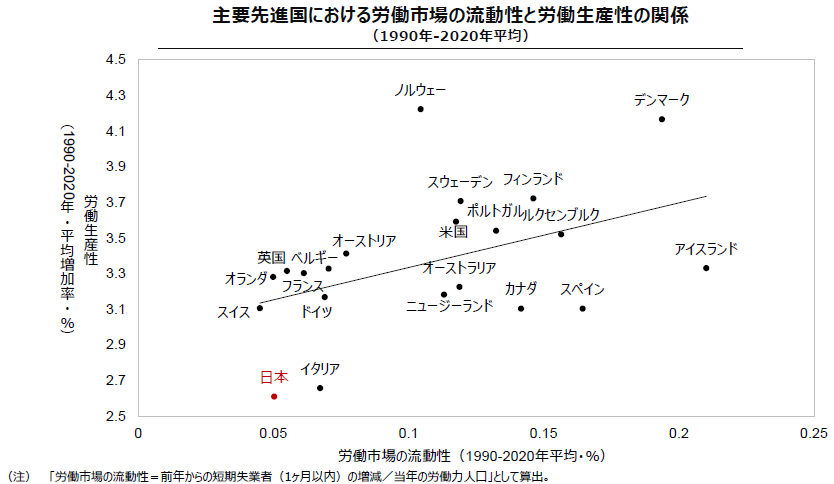 主要先進国における労働市場の流動性と労働生産性の関係
（1990年-2020年平均）
労働生産性
（1990-2020年・平均増加率・%）
4.5
4.3
4.1
3.9
3.7
3.5
3.3
3.1
2.9
2.7
2.5
ノルウェー
デンマーク
スウェーデン
フィンランド
ポルトガル
ルクセンブルク
米国
オーストリア
アイスランド
英国
ベルギー
オランダ
フランス
オーストラリア
ニュージーランド
カナダ
スペイン
スイス
ドイツ
イタリア
日本
0
0.05
0.1
0.15
0.2
0.25
労働市場の流動性（1990-2020年平均・%）
（注） 「労働市場の流動性＝前年からの短期失業者（1ヶ月以内）の増減／当年の労働力人口」として算出。